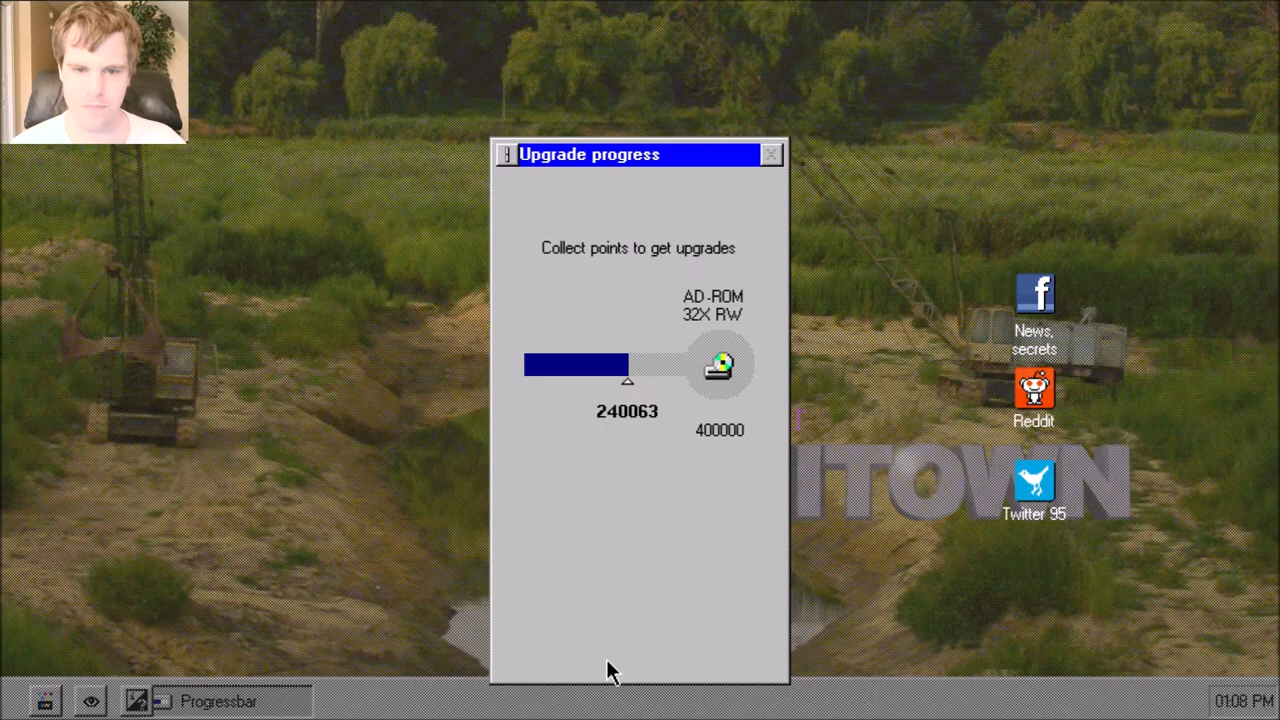 Upgrade progress
Collect points to get upgrades
AD-ROM
32X RW
240063
400000
f
News,
secrets
Reddit
ITOWN
Twitter 95
Progressbar
01:08 PM